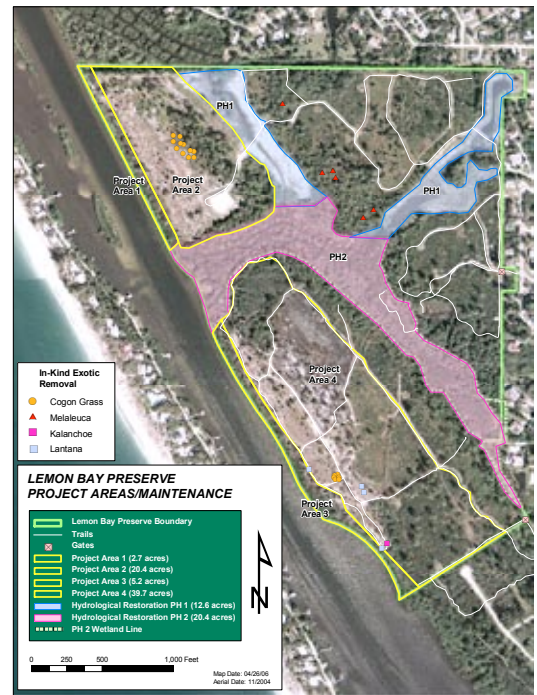 PH1
Project
Area 1
Project
Area 2
PH1
PH2
Project
Area 4
Project
Area 3
In-Kind Exotic
Removal
Cogon Grass
Melaleuca
Kalanchoe
Lantana
LEMON BAY PRESERVE
PROJECT AREAS/MAINTENANCE
Lemon Bay Preserve Boundary
Trails
Gates
Project Area 1 (2.7 acres)
Project Area 2 (20.4 acres)
Project Area 3 (5.2 acres)
Project Area 4 (39.7 acres)
Hydrological Restoration PH 1 (12.6 acres)
Hydrological Restoration PH 2 (20.4 acres)
PH 2 Wetland Line
N
0 250 500 1,000 Feet
Map Date: 04/26/06
Aerial Date: 11/2004